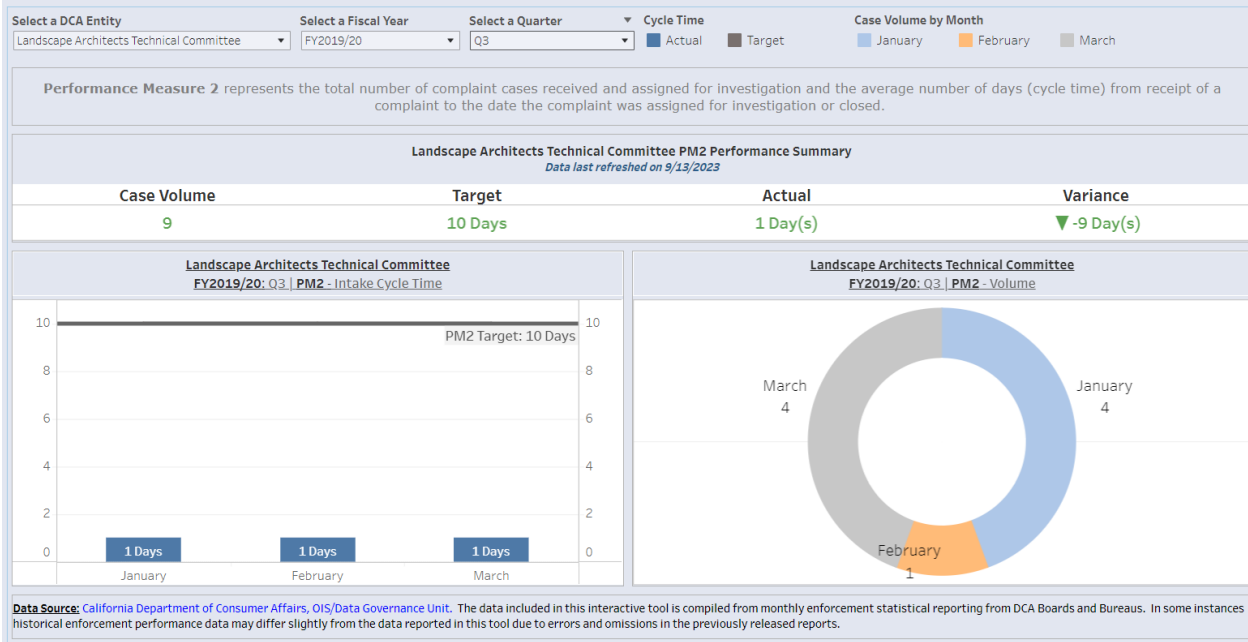 Select a DCA Entity
Select a Fiscal Year
Select a Quarter
Cycle Time
Case Volume by Month
Landscape Architects Technical Committee
FY2019/20
Q3
Actual
Target
January
February
March
Performance Measure 2 represents the total number of complaint cases received and assigned for investigation and the average number of days (cycle time) from receipt of a
complaint to the date the complaint was assigned for investigation or closed.
Landscape Architects Technical Committee PM2 Performance Summary
Data last refreshed on 9/13/2023
Case Volume
Target
Actual
Variance
9
10 Days
1 Day(s)
▼ -9 Day(s)
Landscape Architects Technical Committee
FY2019/20: Q3 | PM2 - Intake Cycle Time
10
8
6
4
2
0
PM2 Target: 10 Days
10
8
6
4
2
0
1 Days
1 Days
1 Days
January
February
March
Landscape Architects Technical Committee
FY2019/20: Q3 | PM2 - Volume
March
4
January
4
February
1
Data Source: California Department of Consumer Affairs, OIS/Data Governance Unit. The data included in this interactive tool is compiled from monthly enforcement statistical reporting from DCA Boards and Bureaus. In some instances
historical enforcement performance data may differ slightly from the data reported in this tool due to errors and omissions in the previously released reports.